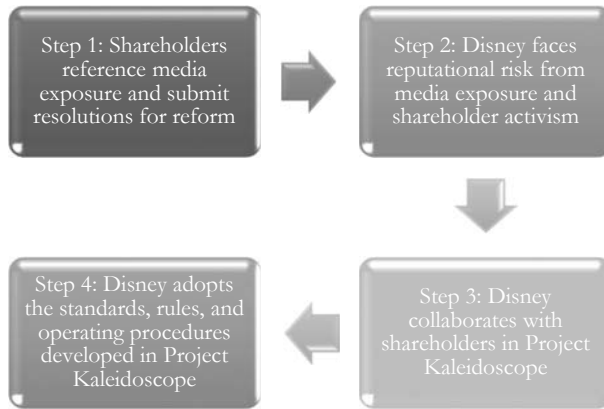 Step 1: Shareholders
reference media
exposure and submit
resolutions for reform
Step 2: Disney faces
reputational risk from
media exposure and
shareholder activism
Step 3: Disney
collaborates with
shareholders in Project
Kaleidoscope
Step 4: Disney adopts
the standards, rules, and
operating procedures
developed in Project
Kaleidoscope